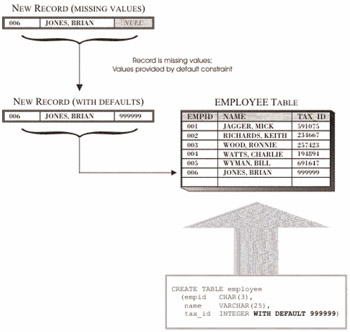 NEW RECORD (MISSING VALUES)
006 JONES, BRIAN NULL
Record is missing values;
Values provided by default constraint
NEW RECORD (WITH DEFAULTS)
006 JONES, BRIAN 999999
EMPLOYEE TABLE
EMPID NAME TAX_ID
001 JAGGER, MICK 591075
002 RICHARDS, KEITH 234667
003 WOOD, RONNIE 257423
004 WATTS, CHARLIE 194894
005 WYMAN, BILL 691647
006 JONES, BRIAN 999999
CREATE TABLE employee
(empid CHAR(3),
name VARCHAR(25),
tax_id INTEGER WITH DEFAULT 999999)